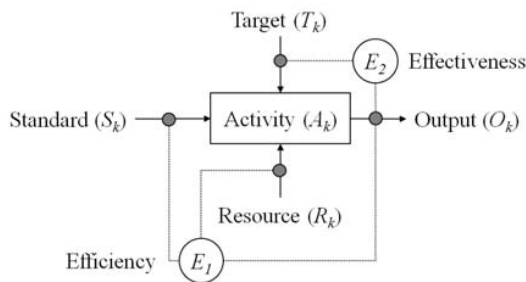 Target (T_k)
E_2 Effectiveness
Standard (S_k) Activity (A_k) Output (O_k)
Resource (R_k)
Efficiency E_1